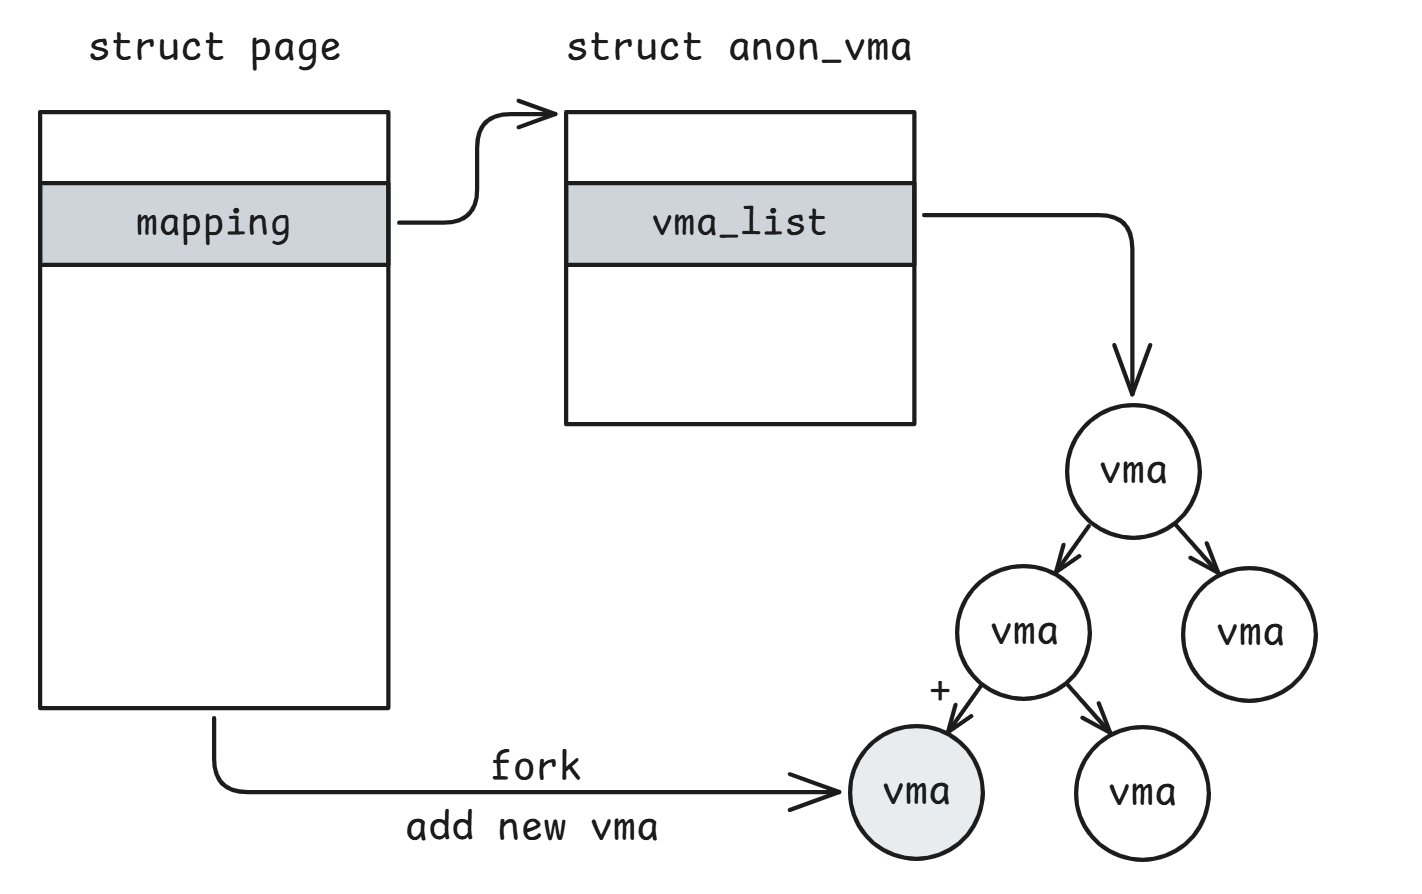 struct page
struct anon_vma
mapping
vma_list
vma
vma
vma
+
vma
vma
fork
add new vma